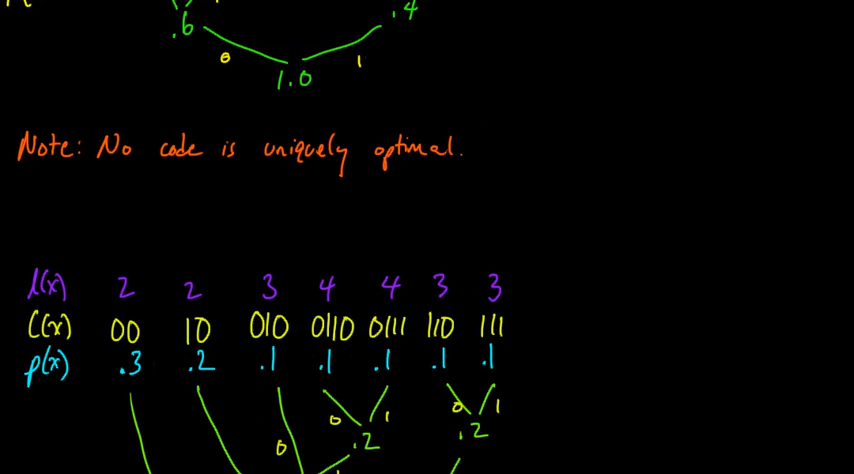 .6 .4
0 1
1.0
Note: No code is uniquely optimal.
l(x) 2 2 3 4 4 3 3
C(x) 00 10 010 0110 0111 110 111
p(x) .3 .2 .1 .1 .1 .1 .1
0 1 0 1
.2 .2
0